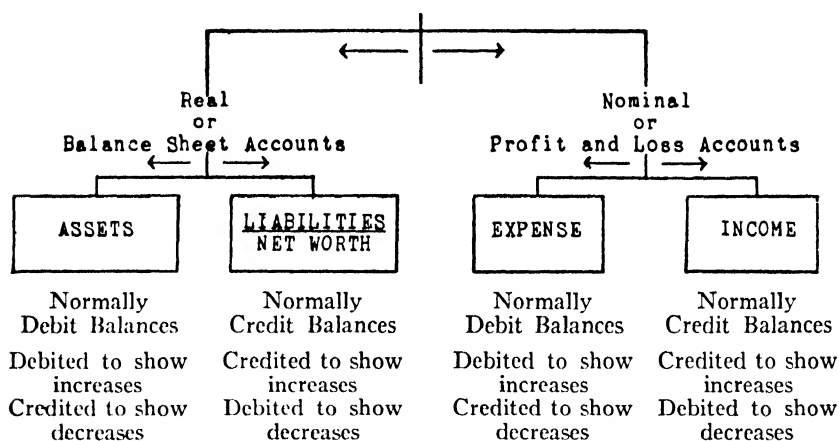 Real
or
Balance Sheet Accounts
Nominal
or
Profit and Loss Accounts
ASSETS
LIABILITIES
NET WORTH
EXPENSE
INCOME
Normally
Debit Balances
Debited to show
increases
Credited to show
decreases
Normally
Credit Balances
Credited to show
increases
Debited to show
decreases
Normally
Debit Balances
Debited to show
increases
Credited to show
decreases
Normally
Credit Balances
Credited to show
increases
Debited to show
decreases